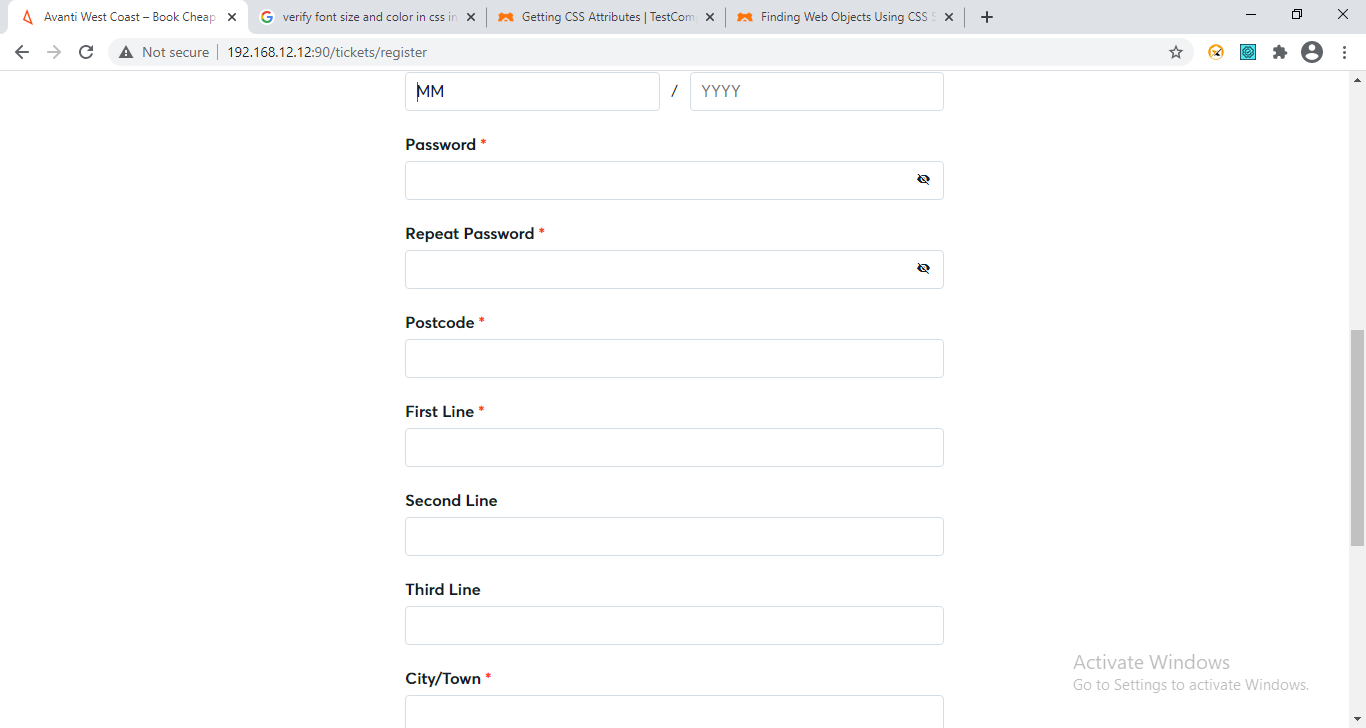 Avanti West Coast – Book Cheap
verify font size and color in css in
Getting CSS Attributes | TestCom
Finding Web Objects Using CSS S
Not secure
192.168.12.12:90/tickets/register
MM / YYYY
Password *
Repeat Password *
Postcode *
First Line *
Second Line
Third Line
City/Town *
Activate Windows
Go to Settings to activate Windows.